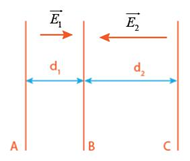 E₁ E₂
d₁ d₂
A B C